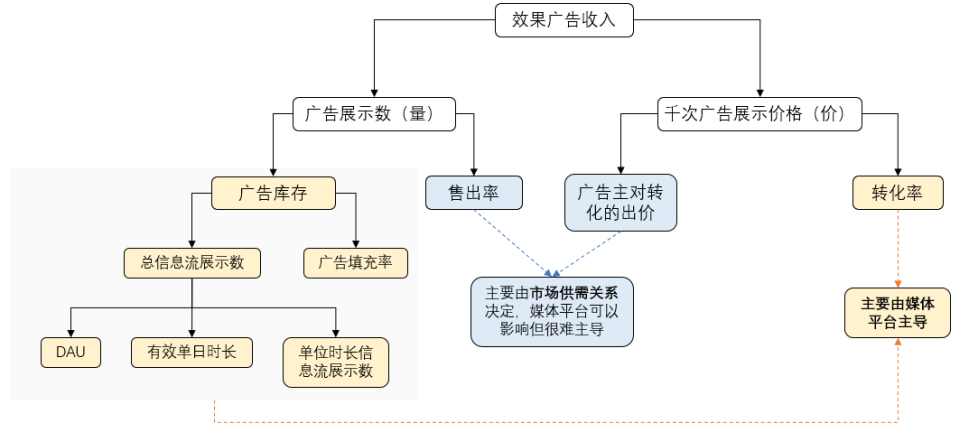 效果广告收入
广告展示数（量）
千次广告展示价格（价）
广告库存
售出率
广告主对转
化的出价
转化率
总信息流展示数
广告填充率
主要由市场供需关系
决定，媒体平台可以
影响但很难主导
主要由媒体
平台主导
DAU
有效单日时长
单位时长信
息流展示数